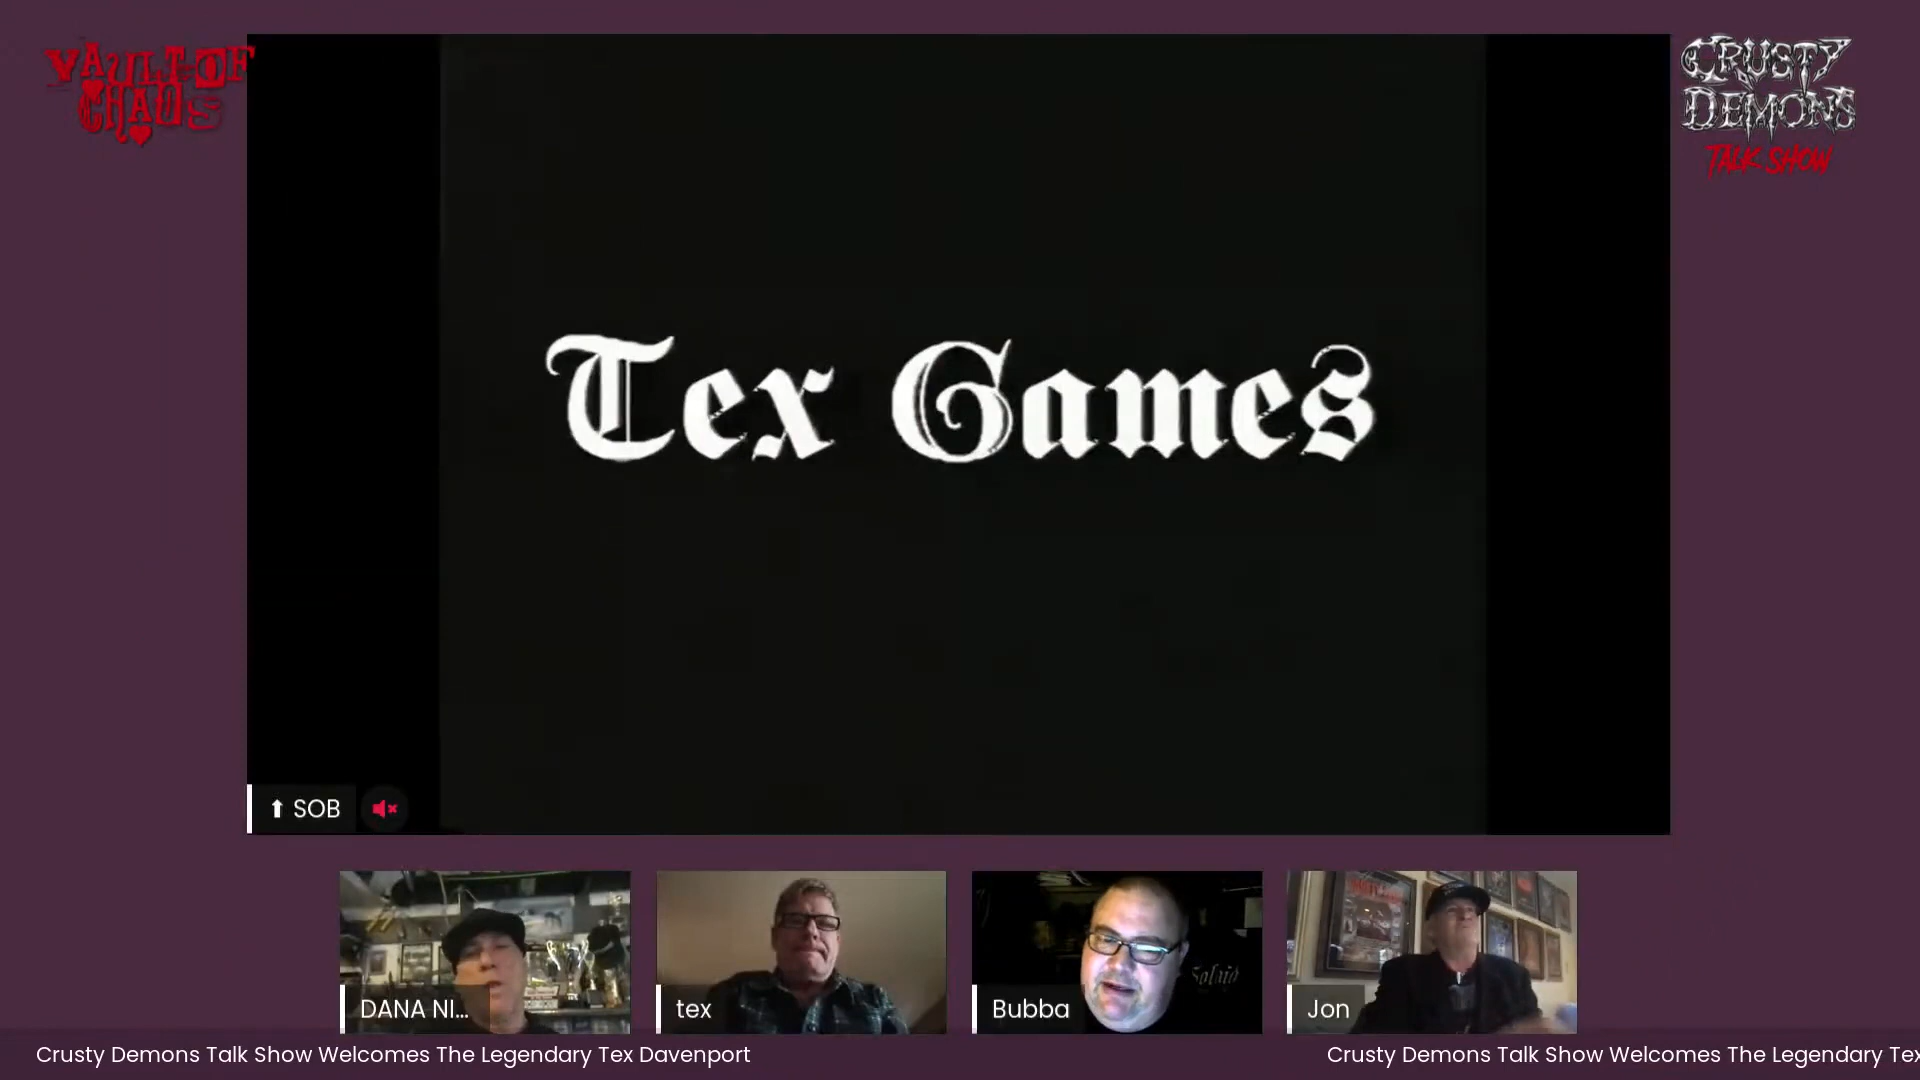 VAULT OF
CHAOS
CRUSTY
DEMONS
TALK SHOW
Tex Games
SOB
DANA NI...
tex
Bubba
Jon
Crusty Demons Talk Show Welcomes The Legendary Tex Davenport
Crusty Demons Talk Show Welcomes The Legendary Tex